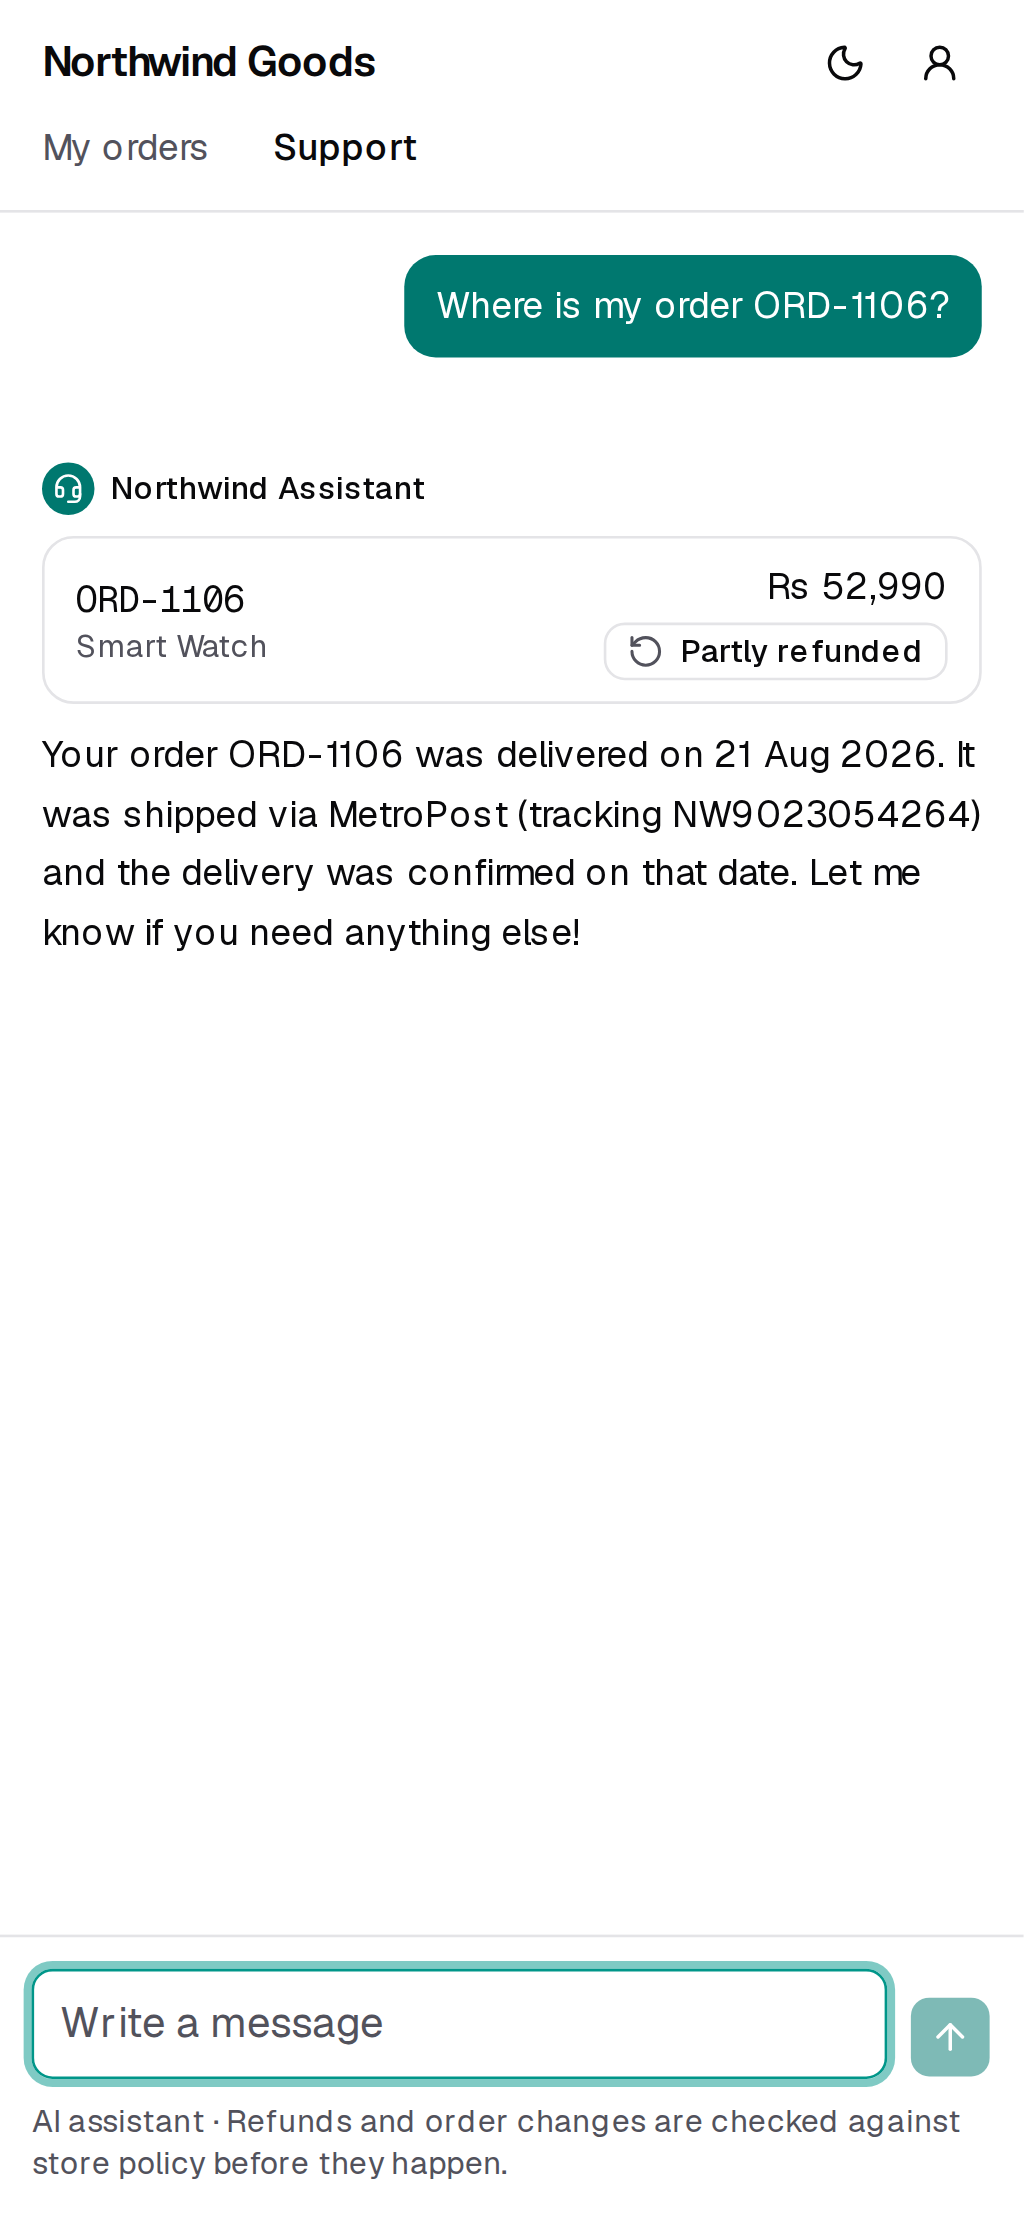 Northwind Goods
My orders Support
Where is my order ORD-1106?
Northwind Assistant
ORD-1106
Smart Watch
Rs 52,990
Partly refunded
Your order ORD-1106 was delivered on 21 Aug 2026. It
was shipped via MetroPost (tracking NW9023054264)
and the delivery was confirmed on that date. Let me
know if you need anything else!
Write a message
AI assistant · Refunds and order changes are checked against
store policy before they happen.